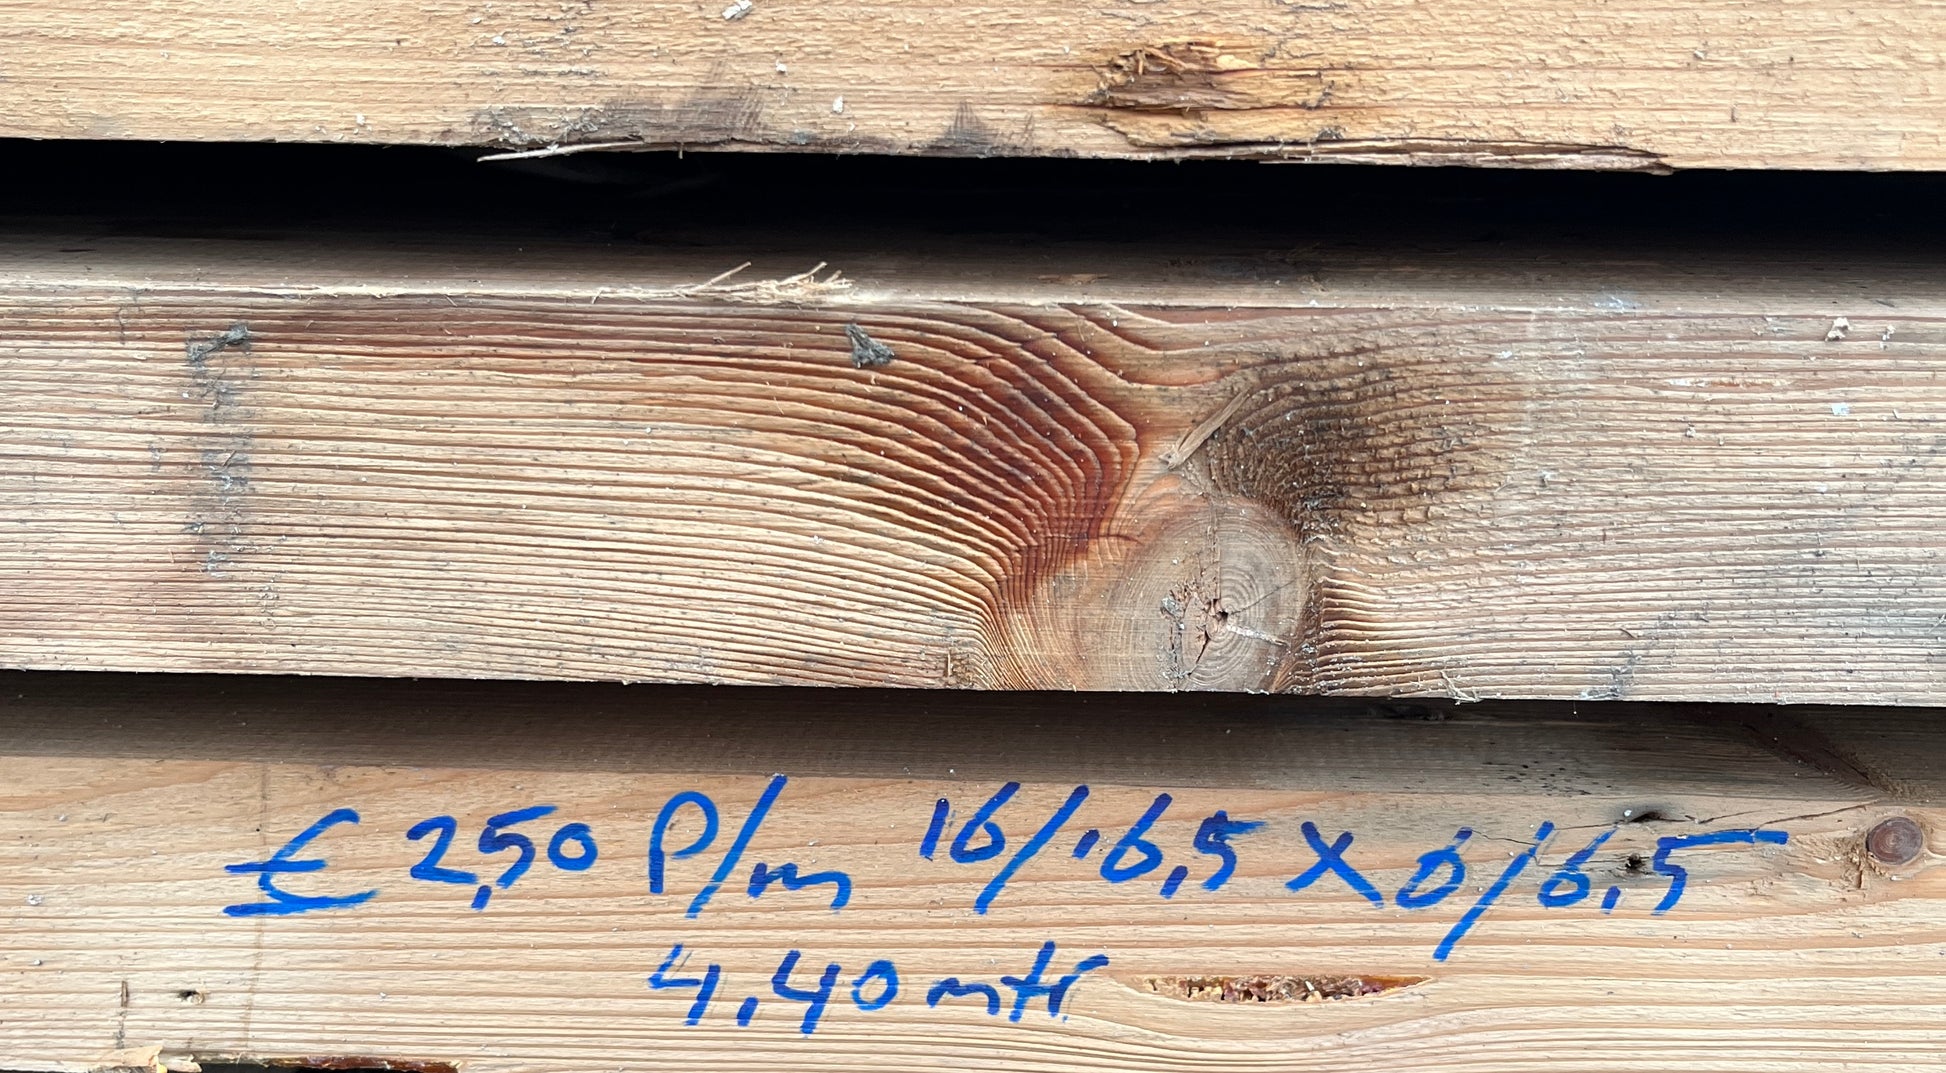 € 2,50 P/m 16/16,5 x 6/6,5
4,40 mtr